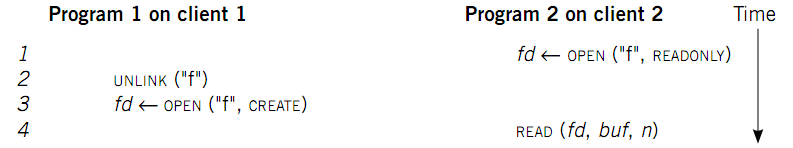 Program 1 on client 1 Program 2 on client 2 Time
1 fd ← OPEN ("f", READONLY)
2 UNLINK ("f")
3 fd ← OPEN ("f", CREATE)
4 READ (fd, buf, n)